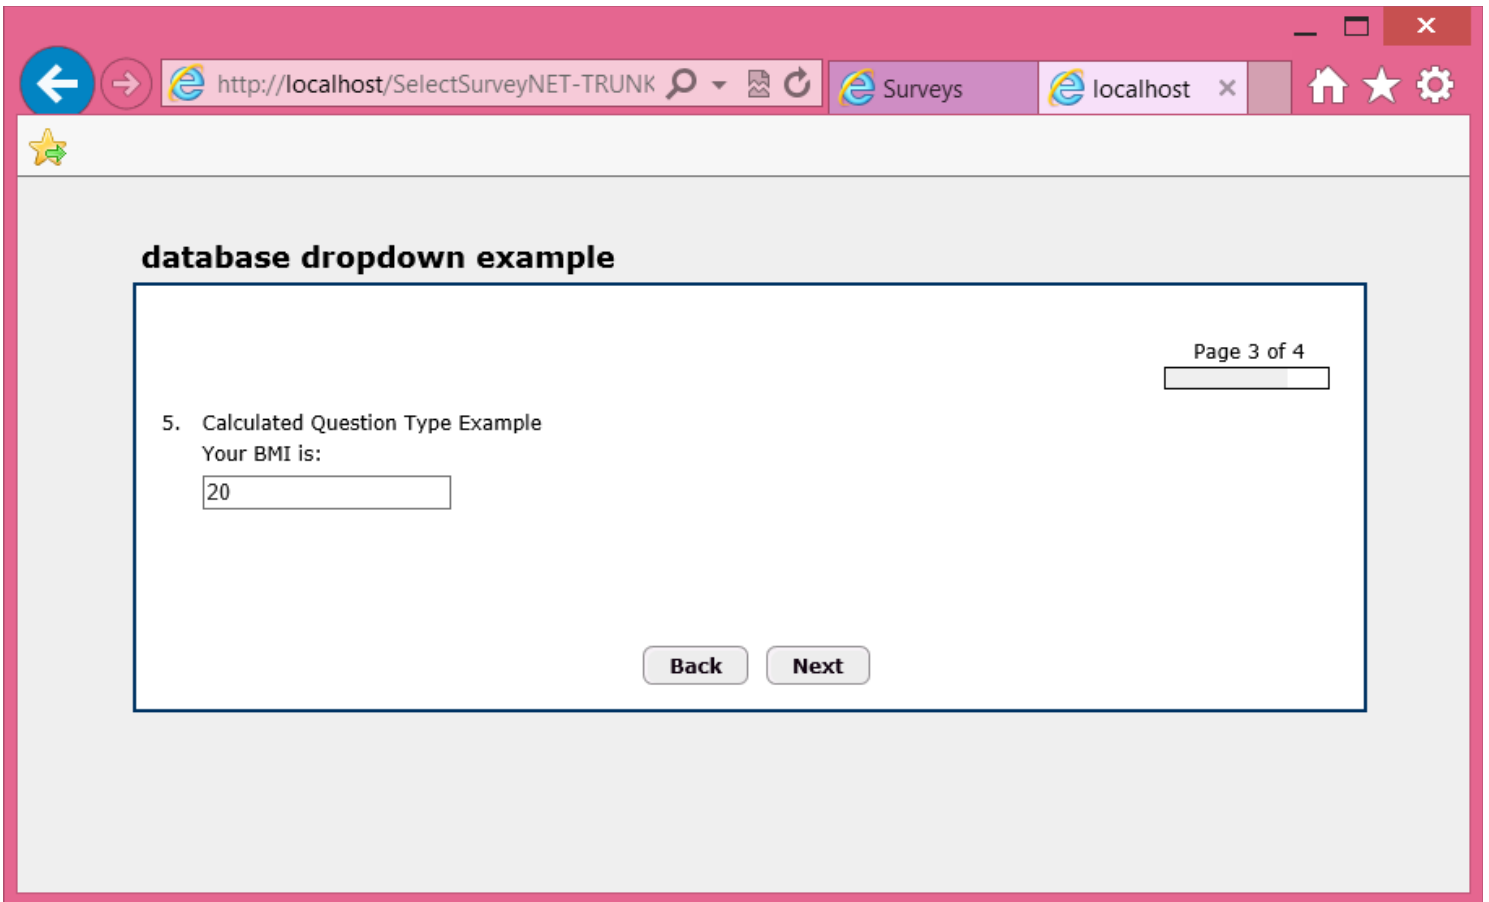 http://localhost/SelectSurveyNET-TRUNK
Surveys
localhost
database dropdown example
Page 3 of 4
5. Calculated Question Type Example
Your BMI is:
20
Back
Next